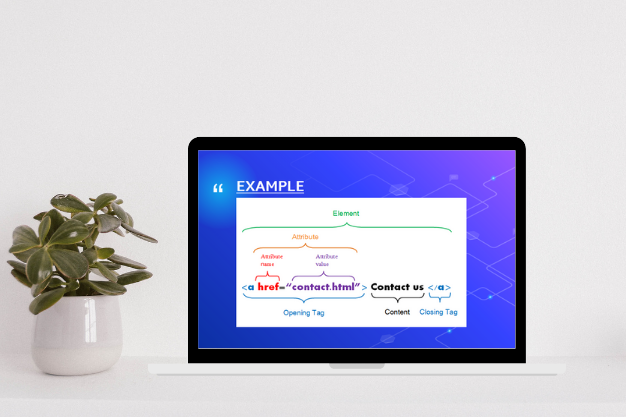 “ EXAMPLE
Element
Attribute
Attribute name
Attribute value
<a href=“contact.html”> Contact us </a>
Opening Tag
Content
Closing Tag